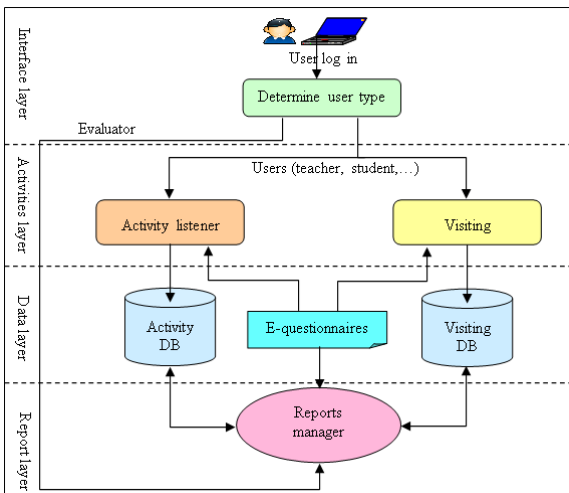 Interface layer
User log in
Determine user type
Evaluator
Activities layer
Users (teacher, student,...)
Activity listener
Visiting
Data layer
Activity
DB
E-questionnaires
Visiting
DB
Report layer
Reports
manager